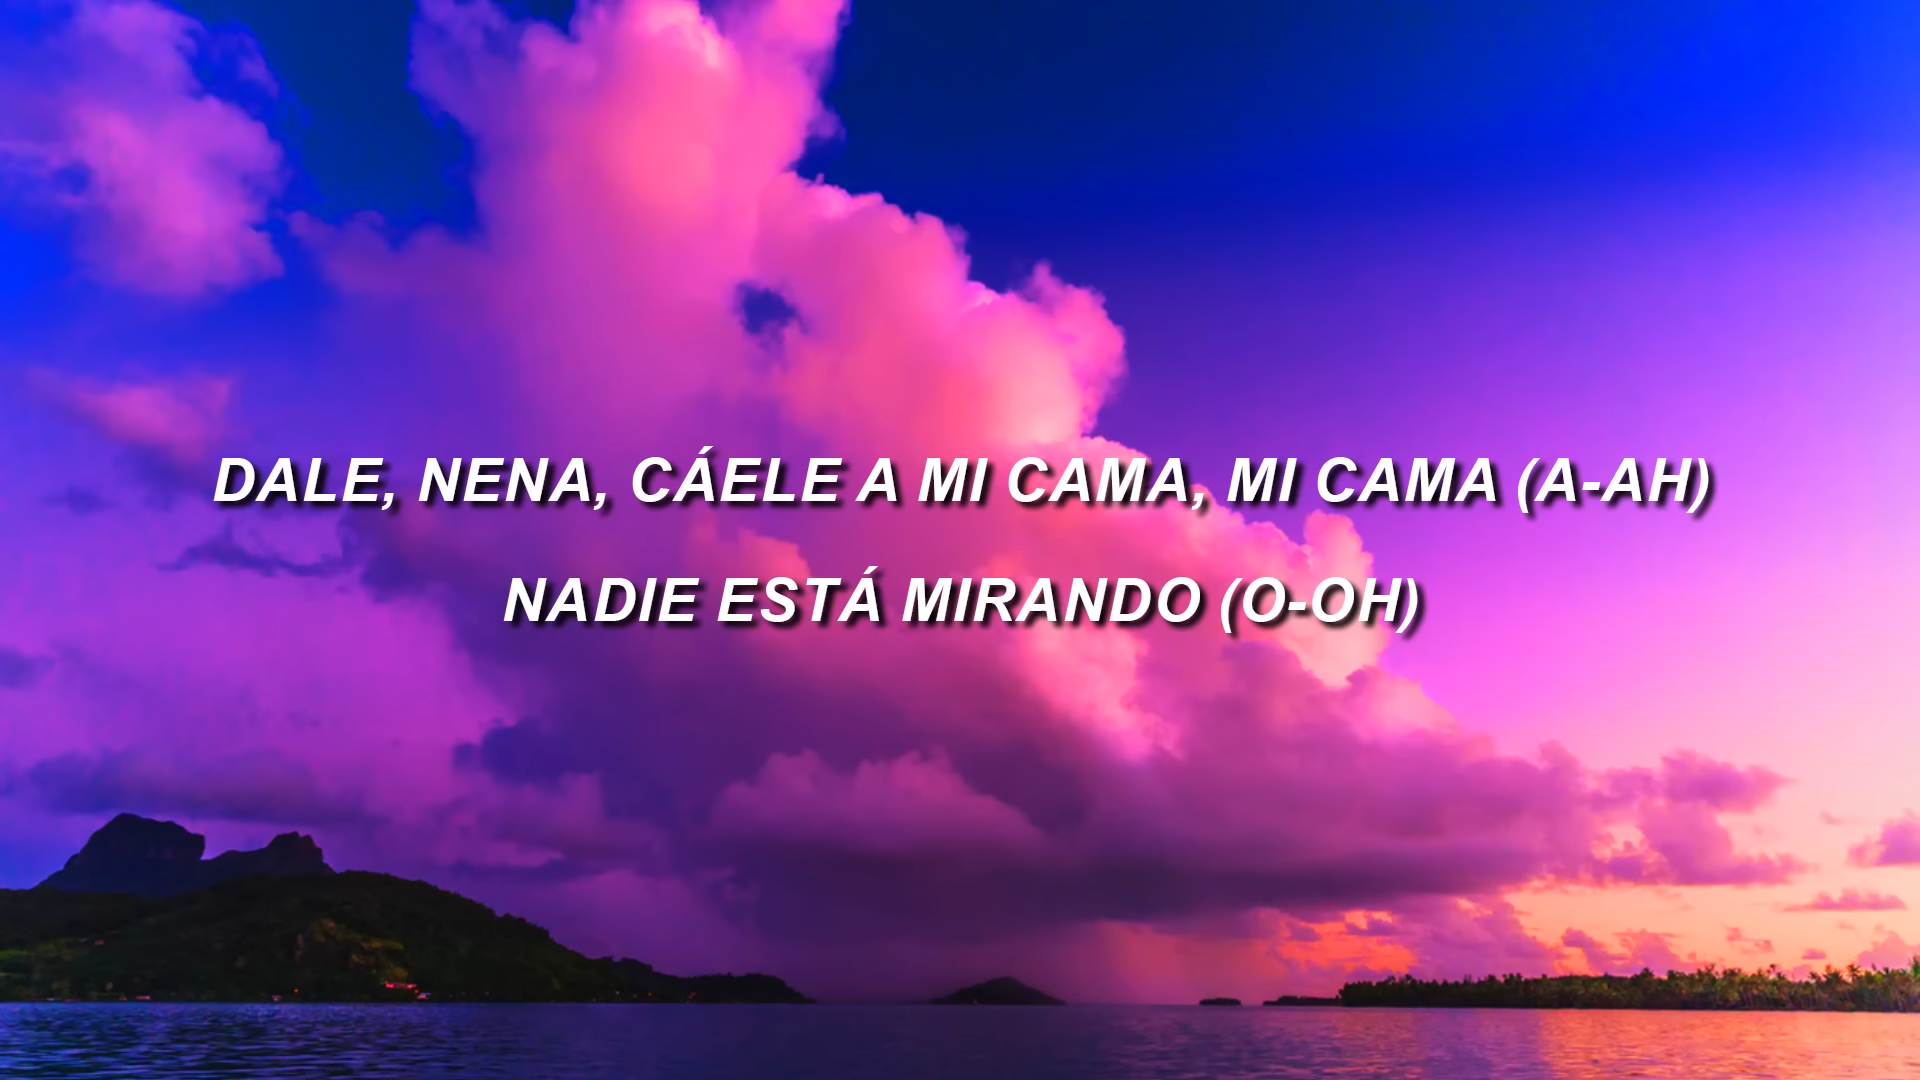 DALE, NENA, CÁELE A MI CAMA, MI CAMA (A-AH)
NADIE ESTÁ MIRANDO (O-OH)